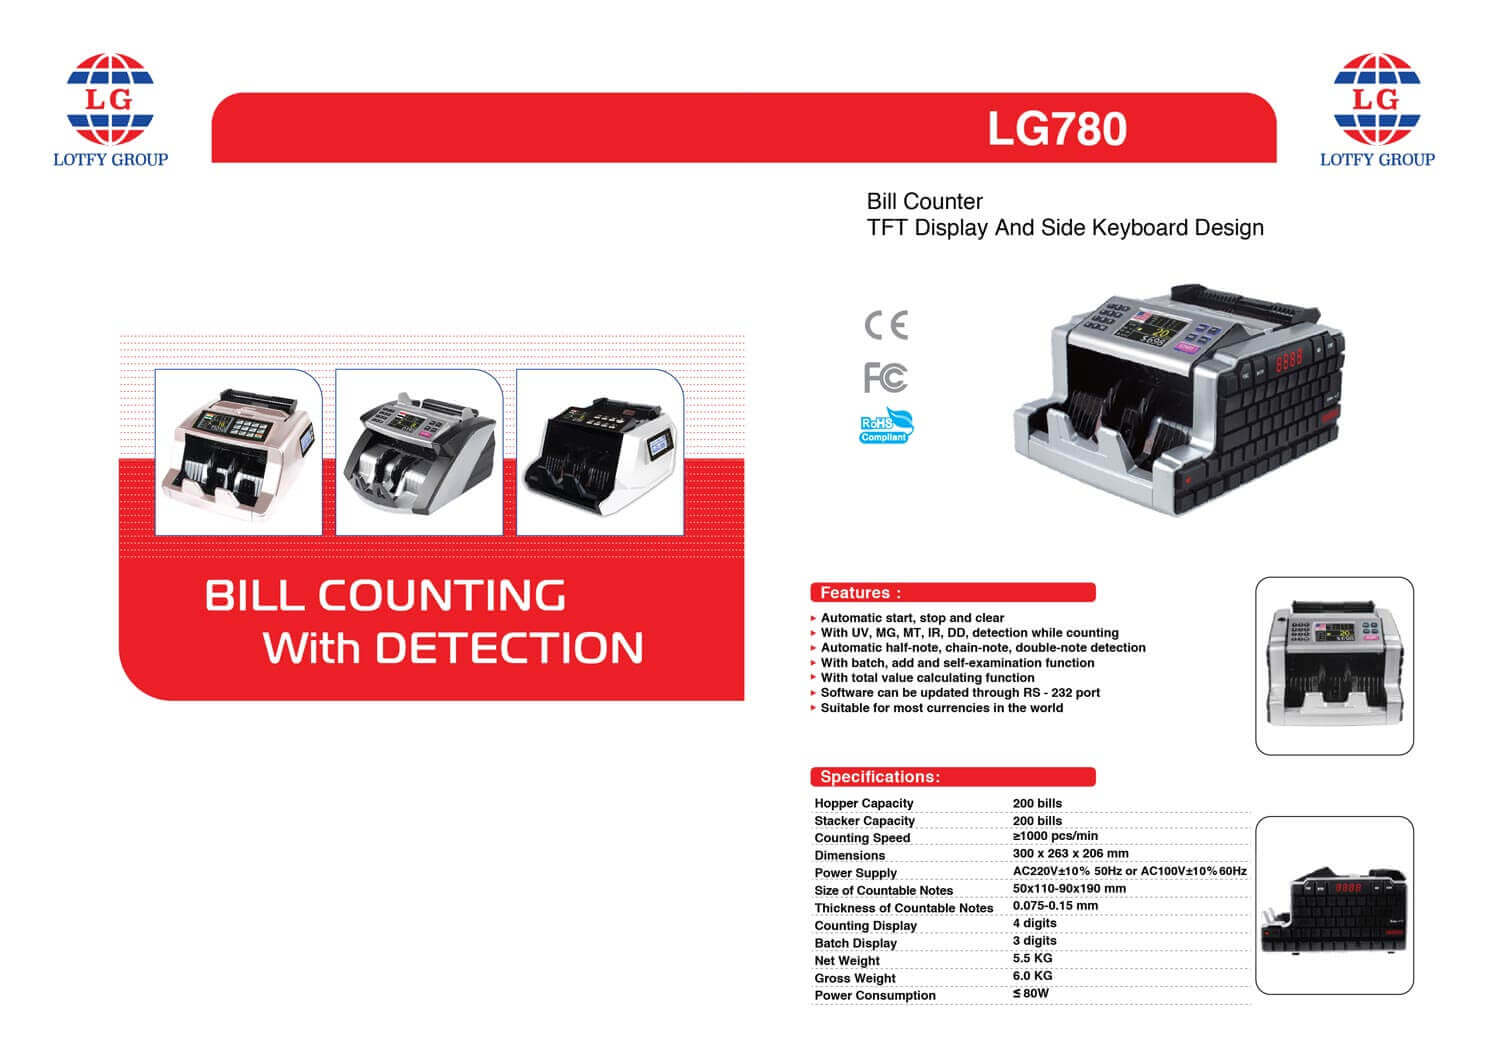 LG
LOTFY GROUP
LG780
LG
LOTFY GROUP
Bill Counter
TFT Display And Side Keyboard Design
CE
FC
RoHS
Compliant
BILL COUNTING
With DETECTION
Features :
Automatic start, stop and clear
With UV, MG, MT, IR, DD, detection while counting
Automatic half-note, chain-note, double-note detection
With batch, add and self-examination function
With total value calculating function
Software can be updated through RS - 232 port
Suitable for most currencies in the world
Specifications:
Hopper Capacity 200 bills
Stacker Capacity 200 bills
Counting Speed ≥1000 pcs/min
Dimensions 300 x 263 x 206 mm
Power Supply AC220V±10% 50Hz or AC100V±10%60Hz
Size of Countable Notes 50x110-90x190 mm
Thickness of Countable Notes 0.075-0.15 mm
Counting Display 4 digits
Batch Display 3 digits
Net Weight 5.5 KG
Gross Weight 6.0 KG
Power Consumption ≤ 80W